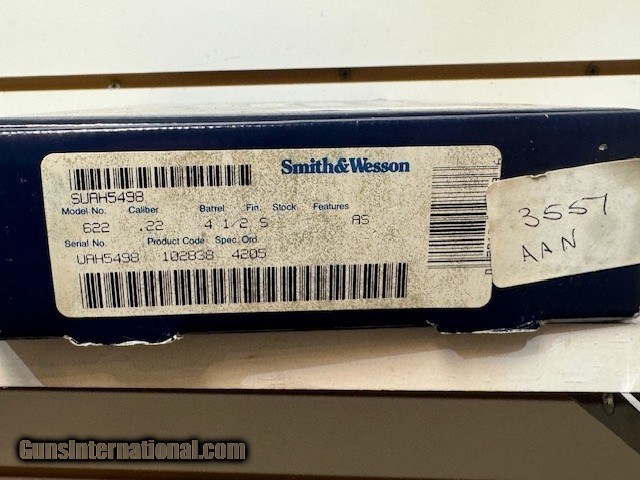 Smith & Wesson
SUAH5498
Model No. Caliber Barrel Fin. Stock Features
622 .22 4 1/2 S AS
Serial No. Product Code Spec. Ord
UAH5498 102838 4205
3557
AAN
GunsInternational.com